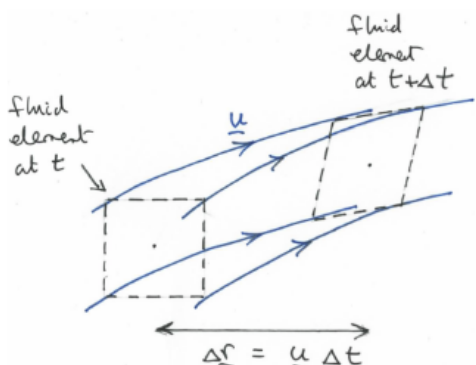 fluid
element
at t+Δt
fluid
element
at t
u
Δr = u Δt